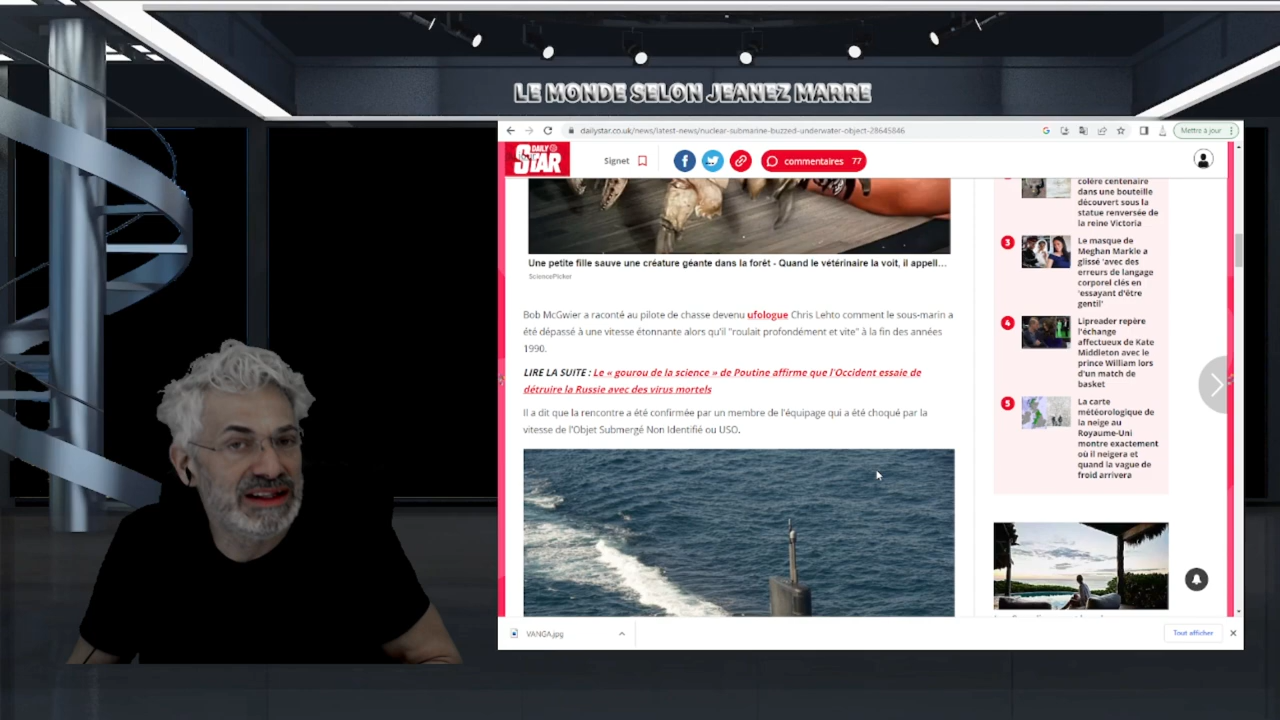 LE MONDE SELON JEANEZ MARRE
dailystar.co.uk/news/latest-news/nuclear-submarine-buzzed-underwater-object-28645846
Mettre à jour
DAILY
STAR
Signet
commentaires 77
Une petite fille sauve une créature géante dans la forêt - Quand le vétérinaire la voit, il appell...
SciencePicker
Bob McGwier a raconté au pilote de chasse devenu ufologue Chris Lehto comment le sous-marin a
été dépassé à une vitesse étonnante alors qu'il "roulait profondément et vite" à la fin des années
1990.
LIRE LA SUITE : Le « gourou de la science » de Poutine affirme que l'Occident essaie de
détruire la Russie avec des virus mortels
Il a dit que la rencontre a été confirmée par un membre de l'équipage qui a été choqué par la
vitesse de l'Objet Submergé Non Identifié ou USO.
colère centenaire
dans une bouteille
découvert sous la
statue renversée de
la reine Victoria
3
Le masque de
Meghan Markle a
glissé 'avec des
erreurs de langage
corporel clés en
'essayant d'être
gentil'
4
Lipreader repère
l'échange
affectueux de Kate
Middleton avec le
prince William lors
d'un match de
basket
5
La carte
météorologique de
la neige au
Royaume-Uni
montre exactement
où il neigera et
quand la vague de
froid arrivera
VANGA.jpg
Tout afficher